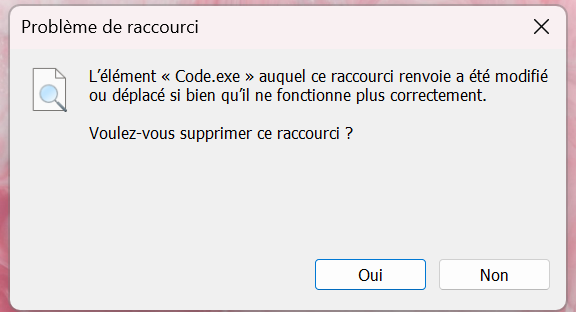 Problème de raccourci
L’élément « Code.exe » auquel ce raccourci renvoie a été modifié
ou déplacé si bien qu’il ne fonctionne plus correctement.
Voulez-vous supprimer ce raccourci ?
Oui
Non